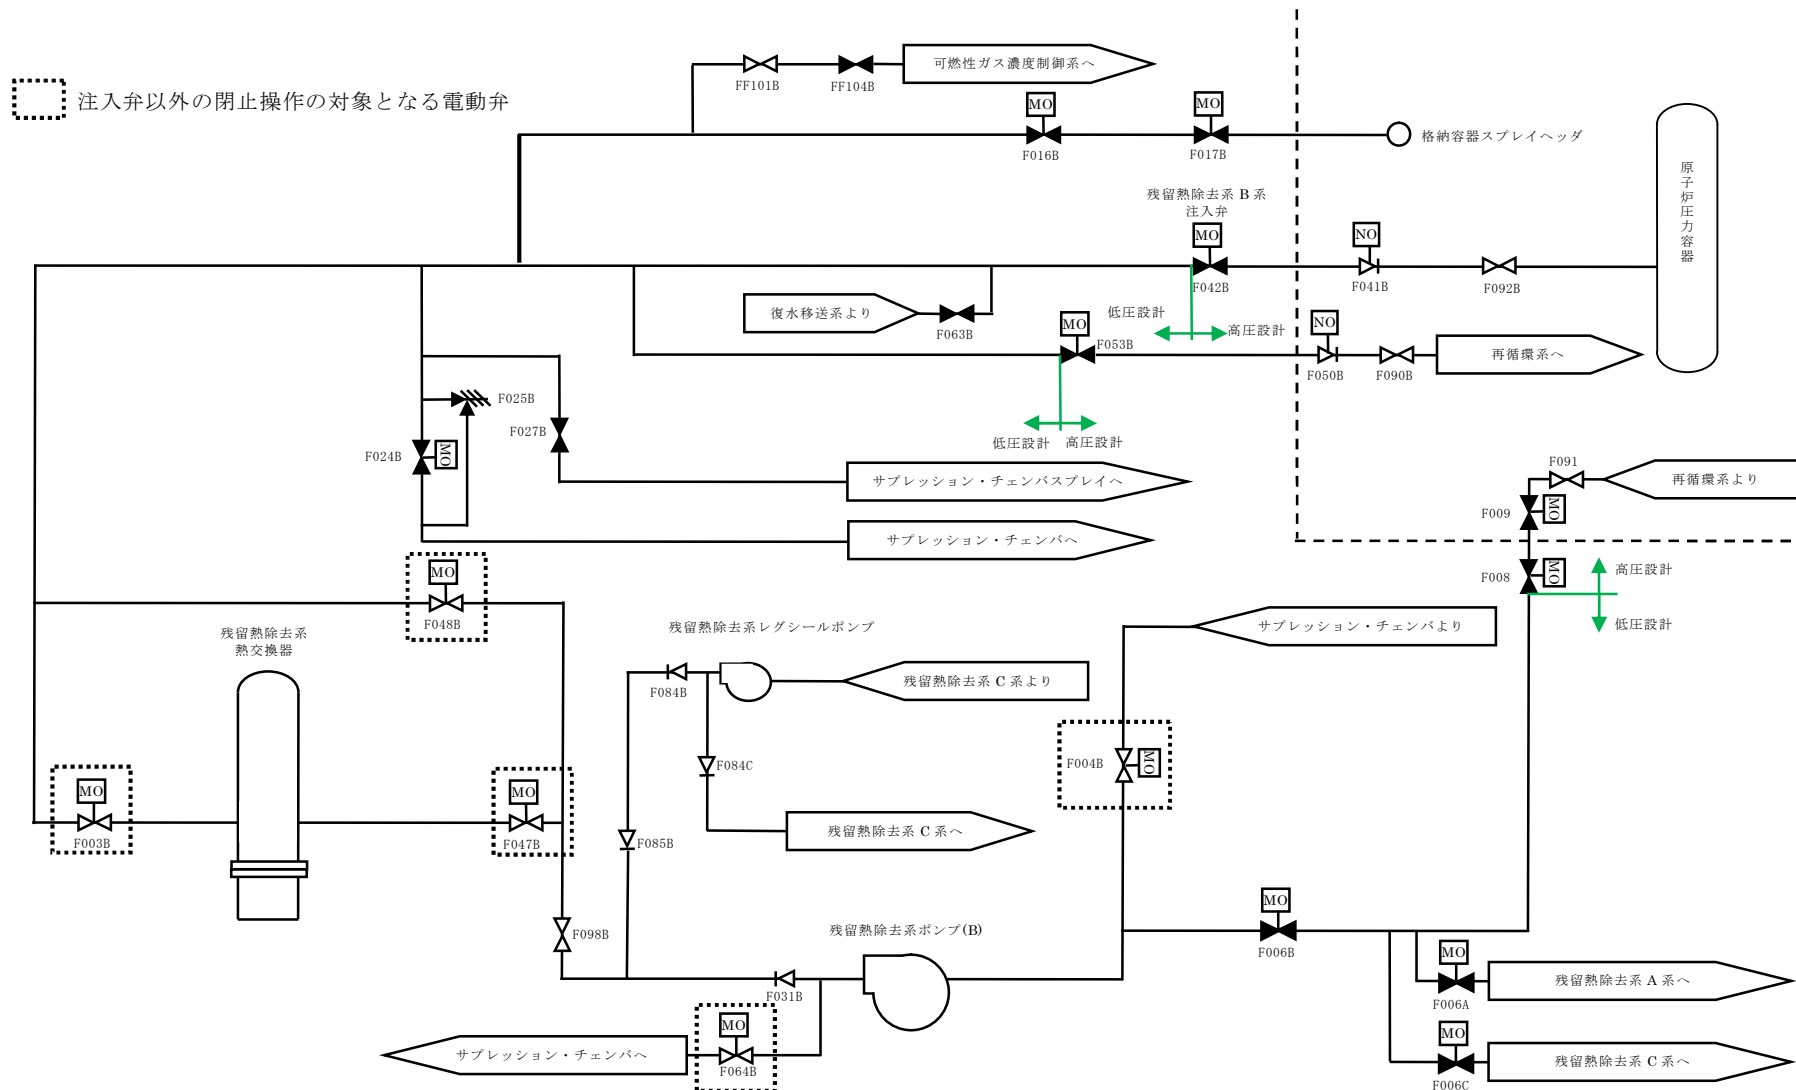 可燃性ガス濃度制御系へ
FF101B
FF104B
注入弁以外の閉止操作の対象となる電動弁
MO
MO
F016B
F017B
格納容器スプレイヘッダ
原子炉圧力容器
残留熱除去系 B 系
注入弁
MO
NO
F042B
F041B
F092B
復水移送系より
F063B
低圧設計
高圧設計
MO
F053B
NO
F050B
F090B
再循環系へ
低圧設計
高圧設計
F025B
F027B
F024B
MO
サプレッション・チェンバスプレイへ
サプレッション・チェンバへ
F091
再循環系より
F009
MO
F008
MO
高圧設計
低圧設計
MO
F048B
残留熱除去系
熱交換器
残留熱除去系レグシールポンプ
サプレッション・チェンバより
F084B
残留熱除去系 C 系より
F084C
F004B
MO
MO
F003B
MO
F047B
F085B
残留熱除去系 C 系へ
F098B
残留熱除去系ポンプ(B)
MO
F006B
F031B
MO
F006A
残留熱除去系 A 系へ
サプレッション・チェンバへ
MO
F064B
MO
F006C
残留熱除去系 C 系へ